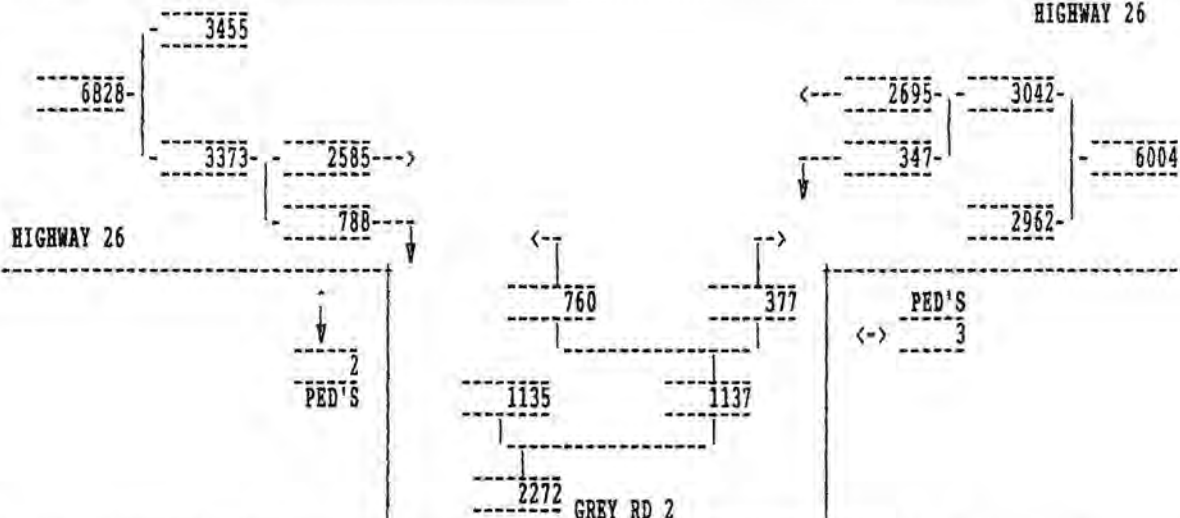 HIGHWAY 26
3455
6828 2695 3042
3373 2585 347 6004
788 2962
HIGHWAY 26
760 377 PED'S
3
2
PED'S 1135 1137
2272 GREY RD 2